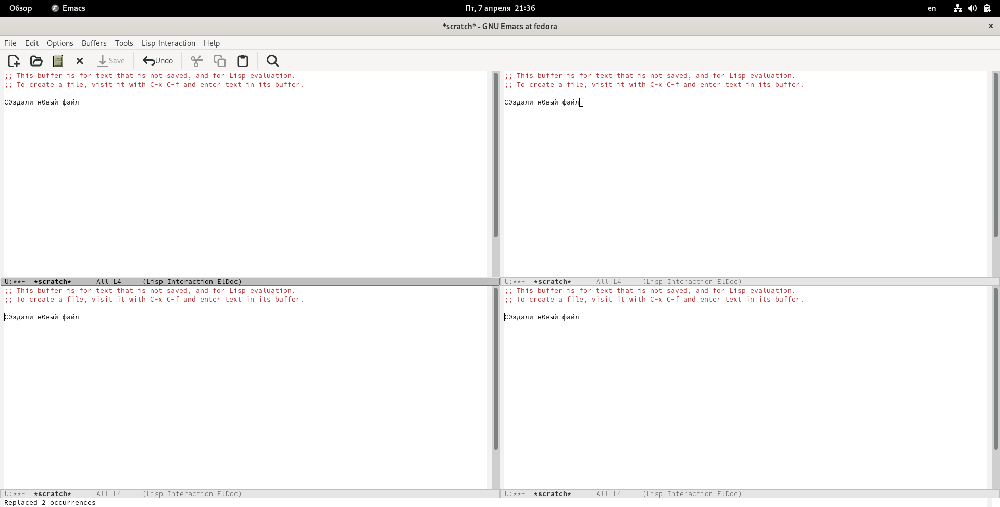 Обзор Emacs Пт, 7 апреля 21:36 en
*scratch* - GNU Emacs at fedora
File Edit Options Buffers Tools Lisp-Interaction Help
Save Undo
;; This buffer is for text that is not saved, and for Lisp evaluation.
;; To create a file, visit it with C-x C-f and enter text in its buffer.
С0здали н0вый файл
U:**- *scratch* All L4 (Lisp Interaction ElDoc)
;; This buffer is for text that is not saved, and for Lisp evaluation.
;; To create a file, visit it with C-x C-f and enter text in its buffer.
С0здали н0вый файл
U:**- *scratch* All L4 (Lisp Interaction ElDoc)
;; This buffer is for text that is not saved, and for Lisp evaluation.
;; To create a file, visit it with C-x C-f and enter text in its buffer.
С0здали н0вый файл
U:**- *scratch* All L4 (Lisp Interaction ElDoc)
;; This buffer is for text that is not saved, and for Lisp evaluation.
;; To create a file, visit it with C-x C-f and enter text in its buffer.
С0здали н0вый файл
U:**- *scratch* All L4 (Lisp Interaction ElDoc)
Replaced 2 occurrences